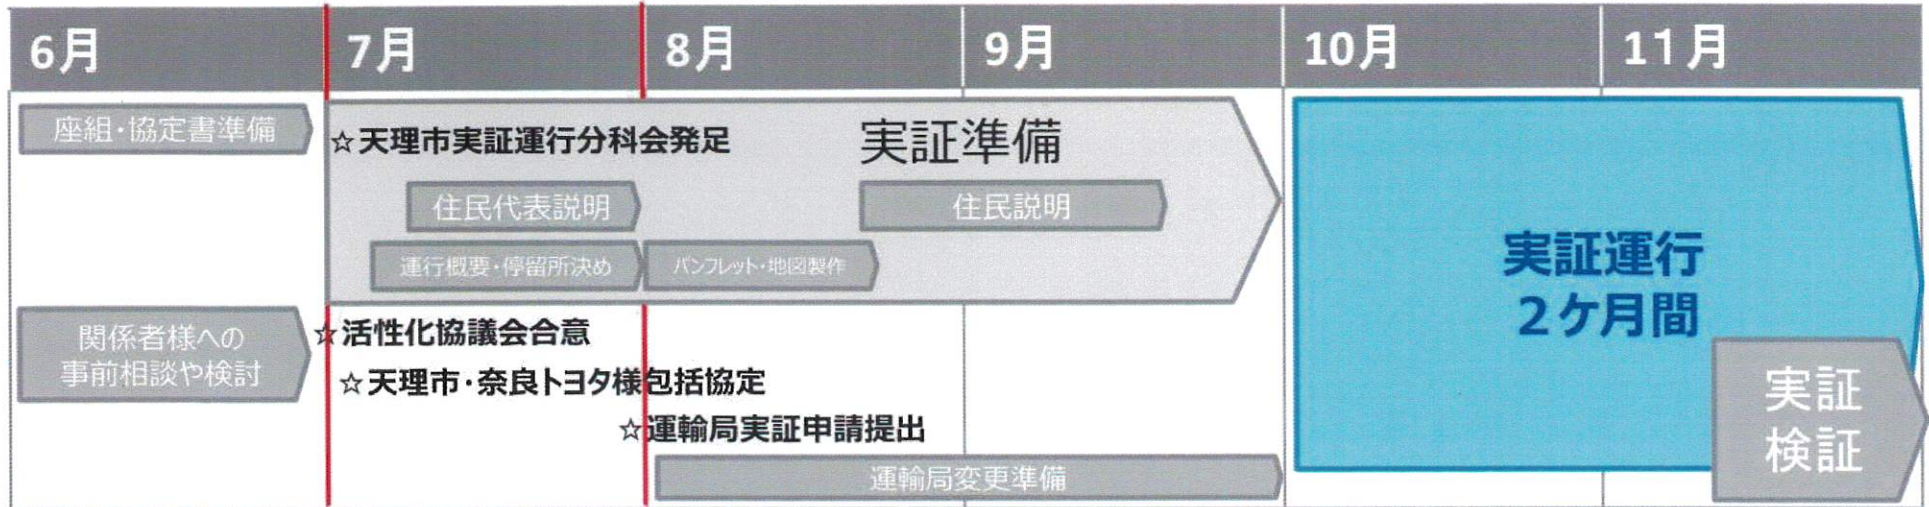 6月
7月
8月
9月
10月
11月
座組・協定書準備
☆天理市実証運行分科会発足
実証準備
住民代表説明
住民説明
運行概要・停留所決め
パンフレット・地図製作
関係者様への
事前相談や検討
☆活性化協議会合意
☆天理市・奈良トヨタ様包括協定
☆運輸局実証申請提出
運輸局変更準備
実証運行
2ケ月間
実証
検証